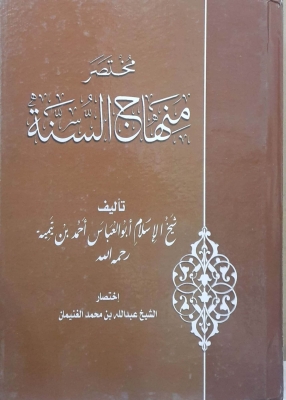 مختصر
منهاج السنة
تأليف
شيخ الإسلام أبو العباس أحمد بن تيمية
رحمه الله
اختصار
الشيخ عبدالله بن محمد الغنيمان